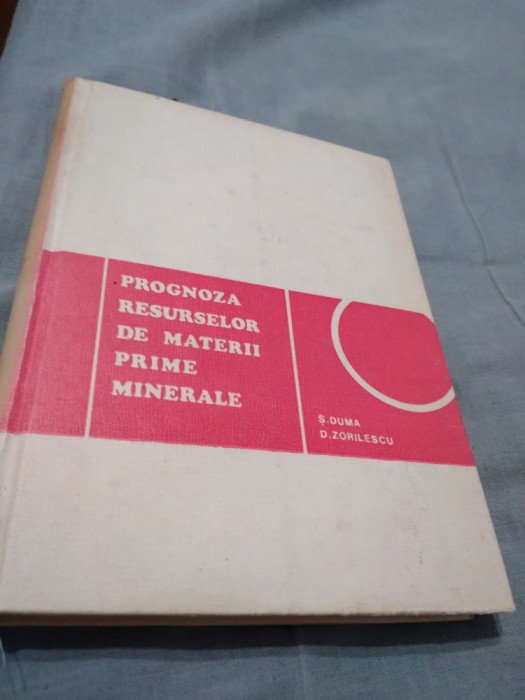 PROGNOZA
RESURSELOR
DE MATERII
PRIME
MINERALE
Ș.DUMA
D.ZORILESCU